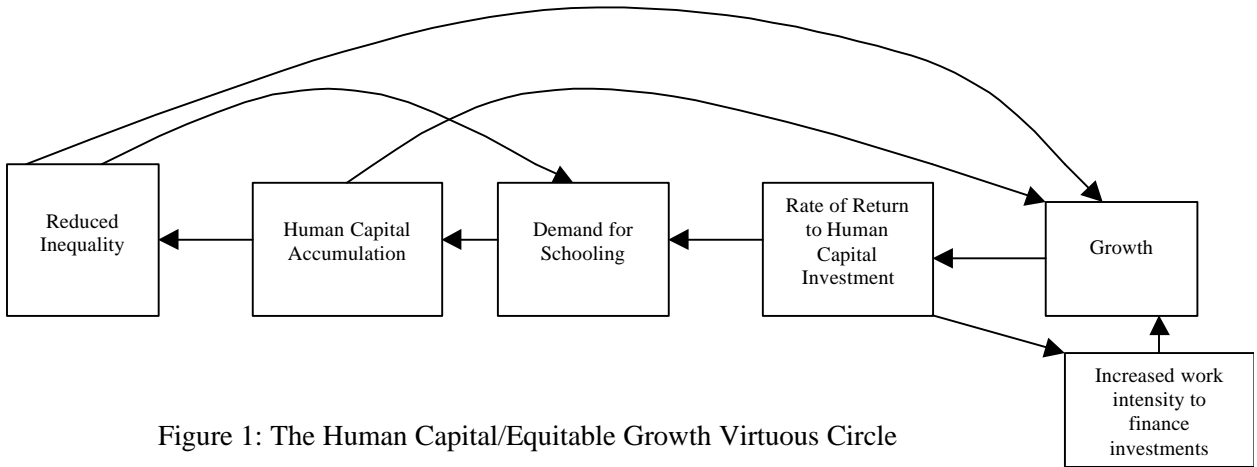 Reduced
Inequality
Human Capital
Accumulation
Demand for
Schooling
Rate of Return
to Human
Capital
Investment
Growth
Increased work
intensity to
finance
investments
Figure 1: The Human Capital/Equitable Growth Virtuous Circle